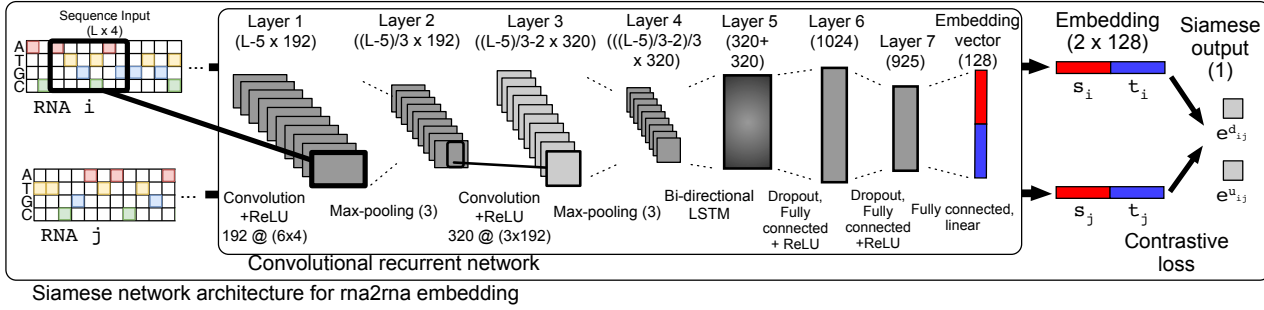 Sequence Input
(L x 4)
A
T
G
C
...
RNA i
A
T
G
C
...
RNA j
Layer 1
(L-5 x 192)
Layer 2
((L-5)/3 x 192)
Layer 3
((L-5)/3-2 x 320)
Layer 4
(((L-5)/3-2)/3
x 320)
Layer 5
(320+
320)
Layer 6
(1024)
Layer 7
(925)
Embedding
vector
(128)
Convolution
+ReLU
192 @ (6x4)
Max-pooling (3)
Convolution
+ReLU
320 @ (3x192)
Max-pooling (3)
Bi-directional
LSTM
Dropout,
Fully
connected
+ ReLU
Dropout,
Fully
connected
+ReLU
Fully connected,
linear
Convolutional recurrent network
Embedding
(2 x 128)
s_i t_i
s_j t_j
Siamese
output
(1)
e^d_ij
e^u_ij
Contrastive
loss
Siamese network architecture for rna2rna embedding